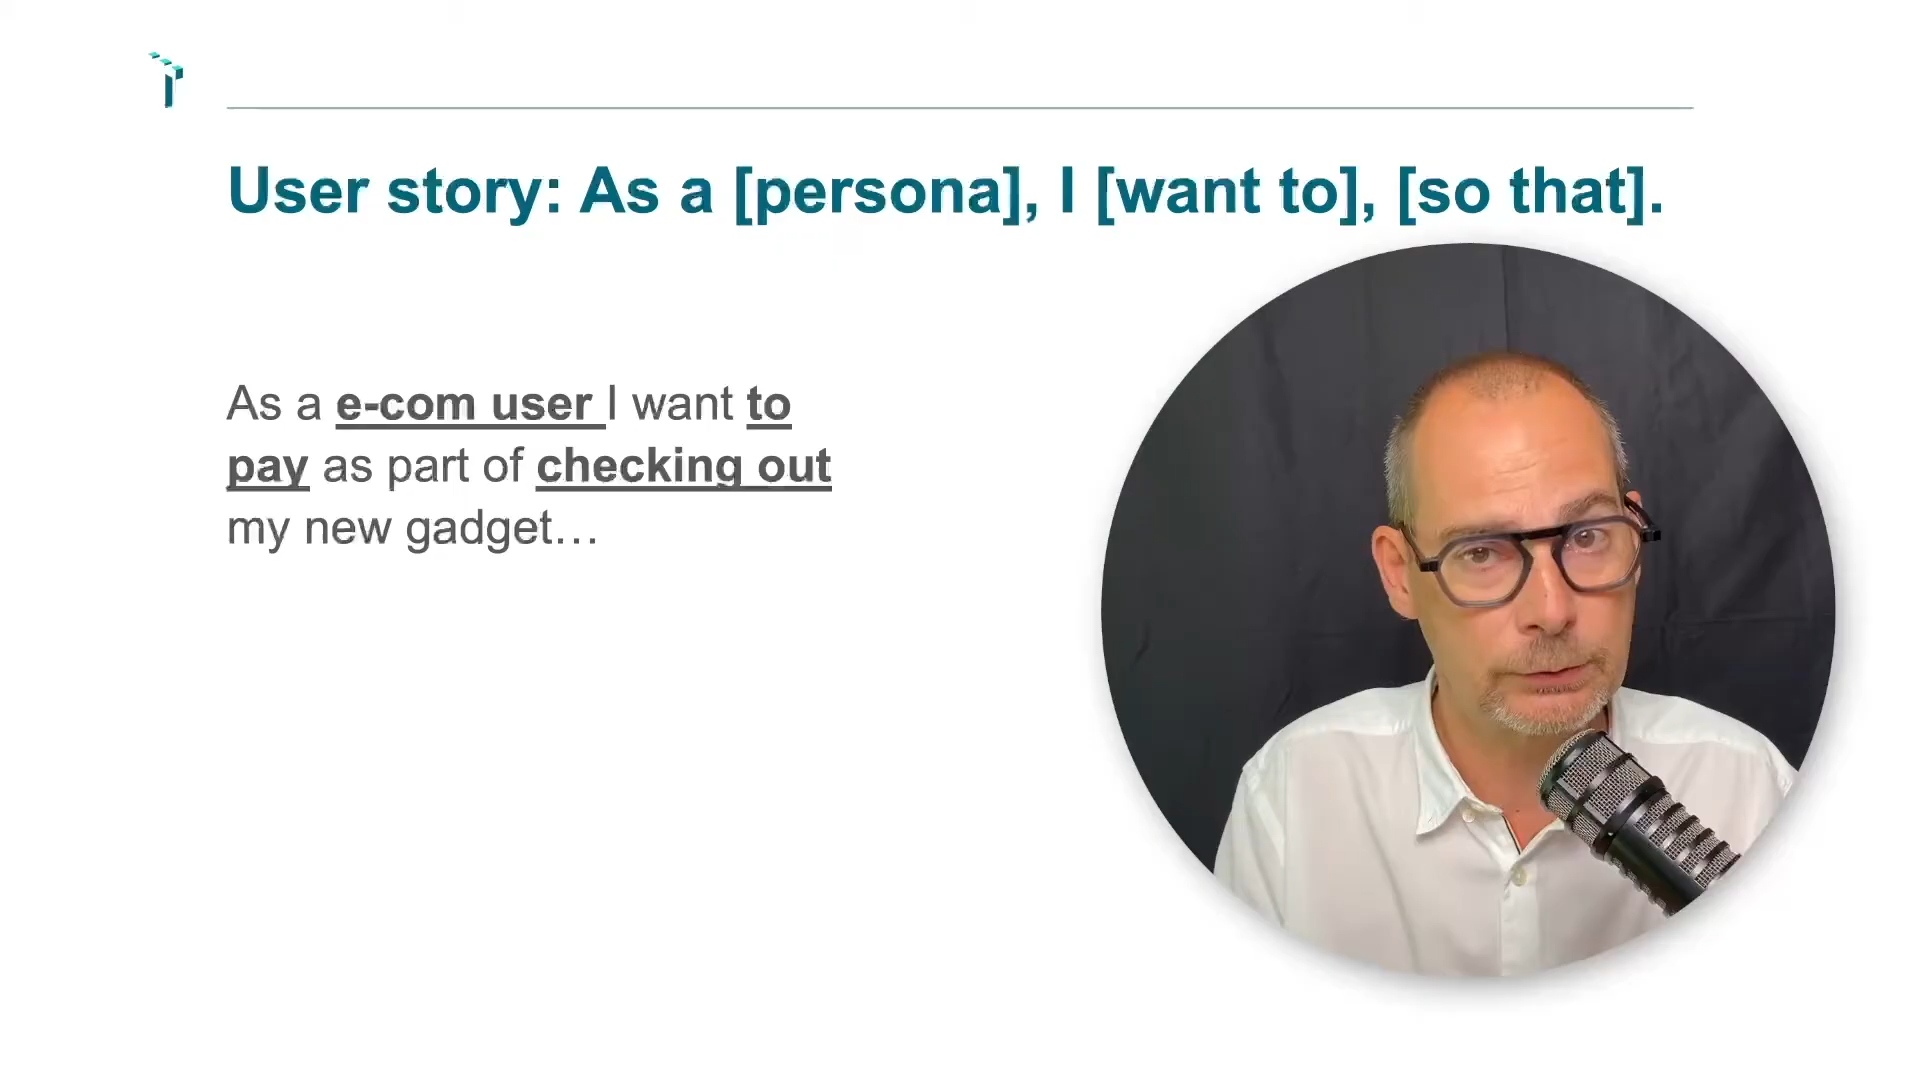 User story: As a [persona], I [want to], [so that].
As a e-com user I want to
pay as part of checking out
my new gadget…